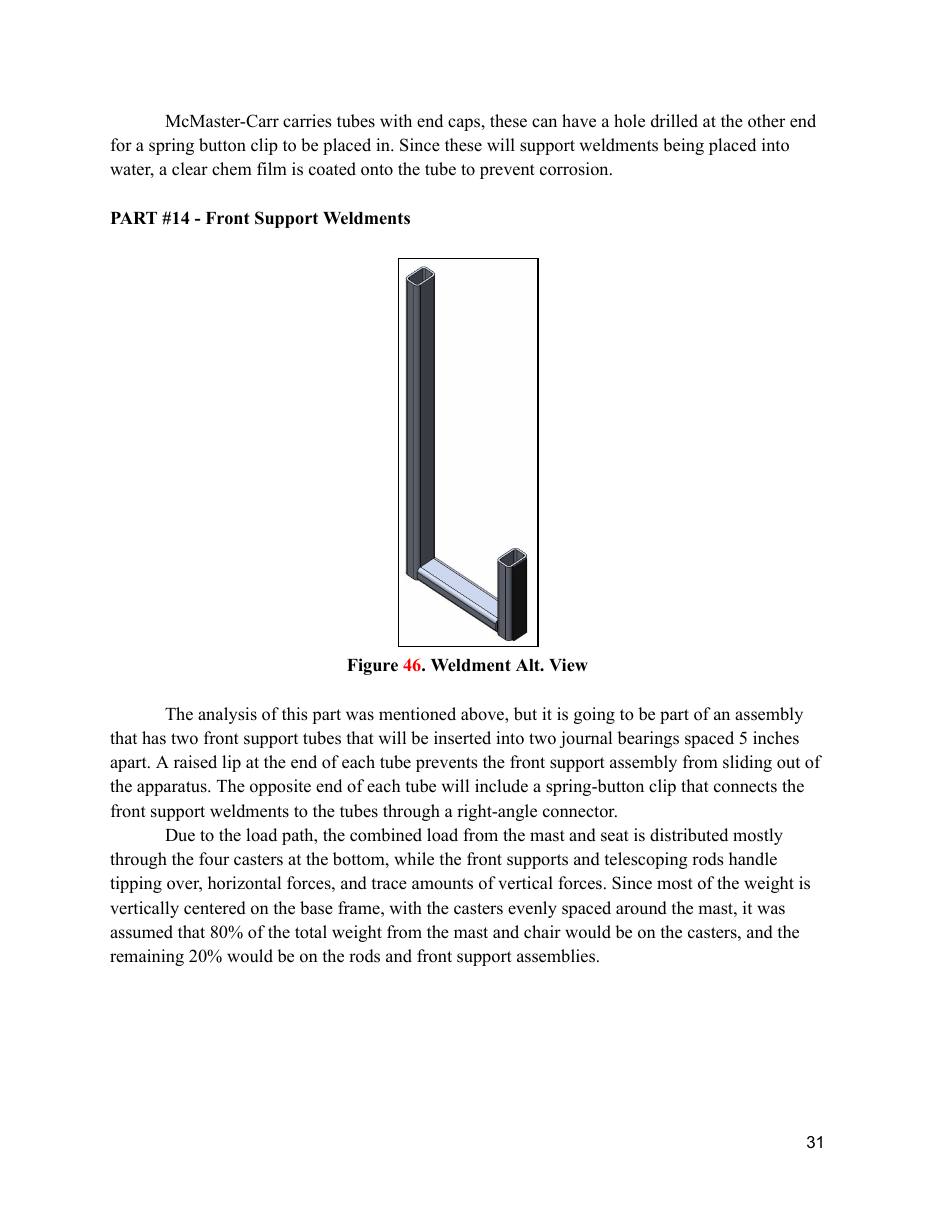 McMaster-Carr carries tubes with end caps, these can have a hole drilled at the other end
for a spring button clip to be placed in. Since these will support weldments being placed into
water, a clear chem film is coated onto the tube to prevent corrosion.
PART #14 - Front Support Weldments
Figure 46. Weldment Alt. View
The analysis of this part was mentioned above, but it is going to be part of an assembly
that has two front support tubes that will be inserted into two journal bearings spaced 5 inches
apart. A raised lip at the end of each tube prevents the front support assembly from sliding out of
the apparatus. The opposite end of each tube will include a spring-button clip that connects the
front support weldments to the tubes through a right-angle connector.
Due to the load path, the combined load from the mast and seat is distributed mostly
through the four casters at the bottom, while the front supports and telescoping rods handle
tipping over, horizontal forces, and trace amounts of vertical forces. Since most of the weight is
vertically centered on the base frame, with the casters evenly spaced around the mast, it was
assumed that 80% of the total weight from the mast and chair would be on the casters, and the
remaining 20% would be on the rods and front support assemblies.
31